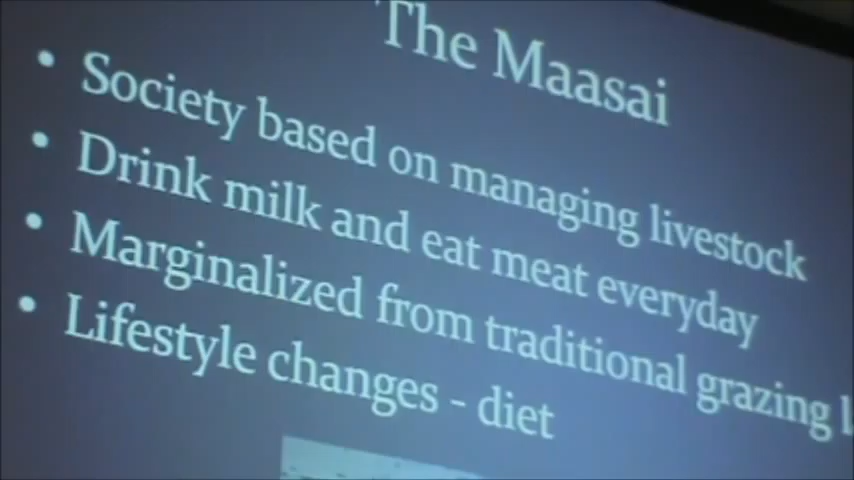 The Maasai
• Society based on managing livestock
• Drink milk and eat meat everyday
• Marginalized from traditional grazing
• Lifestyle changes - diet